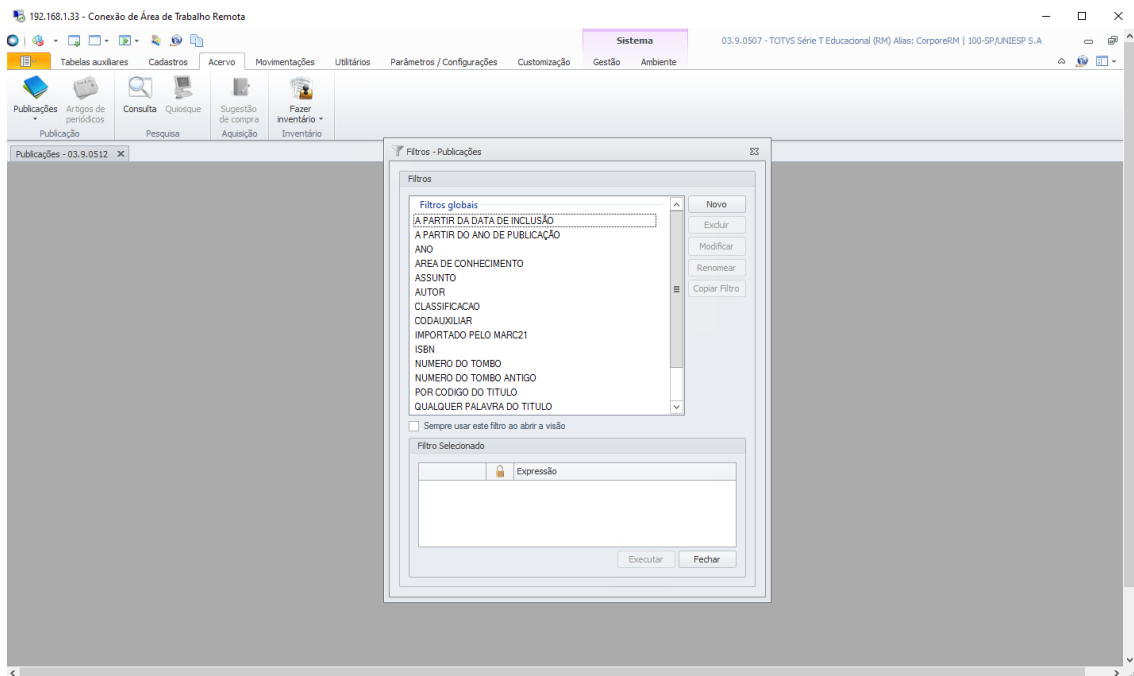 192.168.1.33 - Conexão de Área de Trabalho Remota
Sistema
03.9.0507 - TOTVS Série T Educacional (RM) Alias: CorporeRM | 100-SP/UNIESP S.A
Tabelas auxiliares Cadastros Acervo Movimentações Utilitários Parâmetros / Configurações Customização Gestão Ambiente
Publicações Artigos de periódicos Consulta Quiosque Sugestão de compra Fazer inventário
Publicação Pesquisa Aquisição Inventário
Publicações - 03.9.0512
Filtros - Publicações
Filtros
Filtros globais
A PARTIR DA DATA DE INCLUSÃO
A PARTIR DO ANO DE PUBLICAÇÃO
ANO
AREA DE CONHECIMENTO
ASSUNTO
AUTOR
CLASSIFICACAO
CODAUXILIAR
IMPORTADO PELO MARC21
ISBN
NUMERO DO TOMBO
NUMERO DO TOMBO ANTIGO
POR CODIGO DO TITULO
QUALQUER PALAVRA DO TITULO
Novo
Excluir
Modificar
Renomear
Copiar Filtro
Sempre usar este filtro ao abrir a visão
Filtro Selecionado
Expressão
Executar Fechar